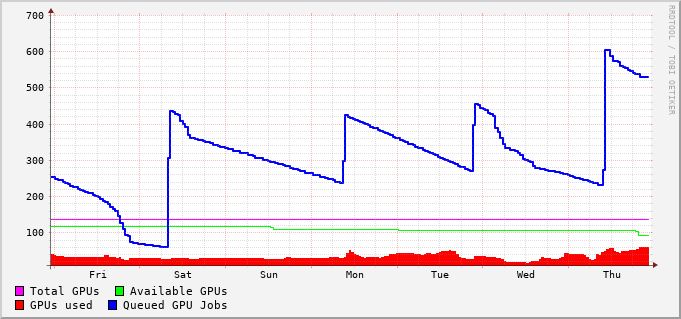 700
600
500
400
300
200
100
Fri Sat Sun Mon Tue Wed Thu
Total GPUs Available GPUs
GPUs used Queued GPU Jobs
RRDTOOL / TOBI OETIKER